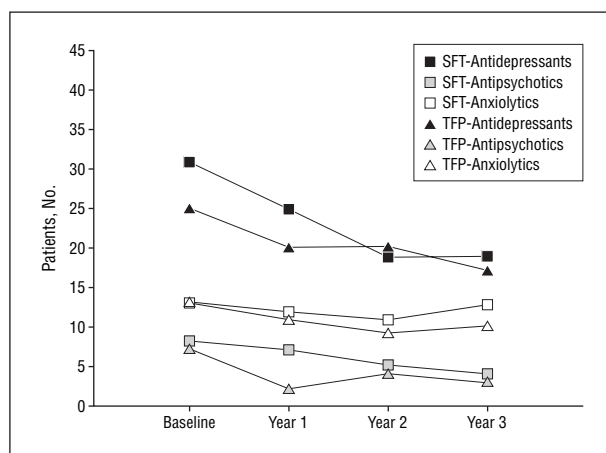 45
40
35
30
25
20
15
10
5
0
Patients, No.
SFT-Antidepressants
SFT-Antipsychotics
SFT-Anxiolytics
TFP-Antidepressants
TFP-Antipsychotics
TFP-Anxiolytics
Baseline Year 1 Year 2 Year 3